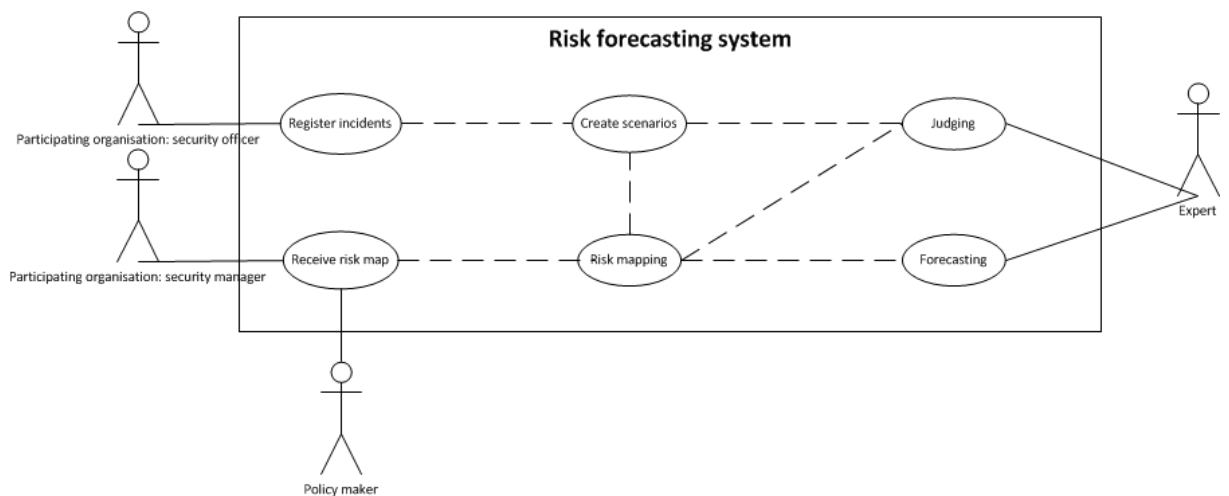 Risk forecasting system
Register incidents
Create scenarios
Judging
Participating organisation: security officer
Expert
Receive risk map
Risk mapping
Forecasting
Participating organisation: security manager
Policy maker